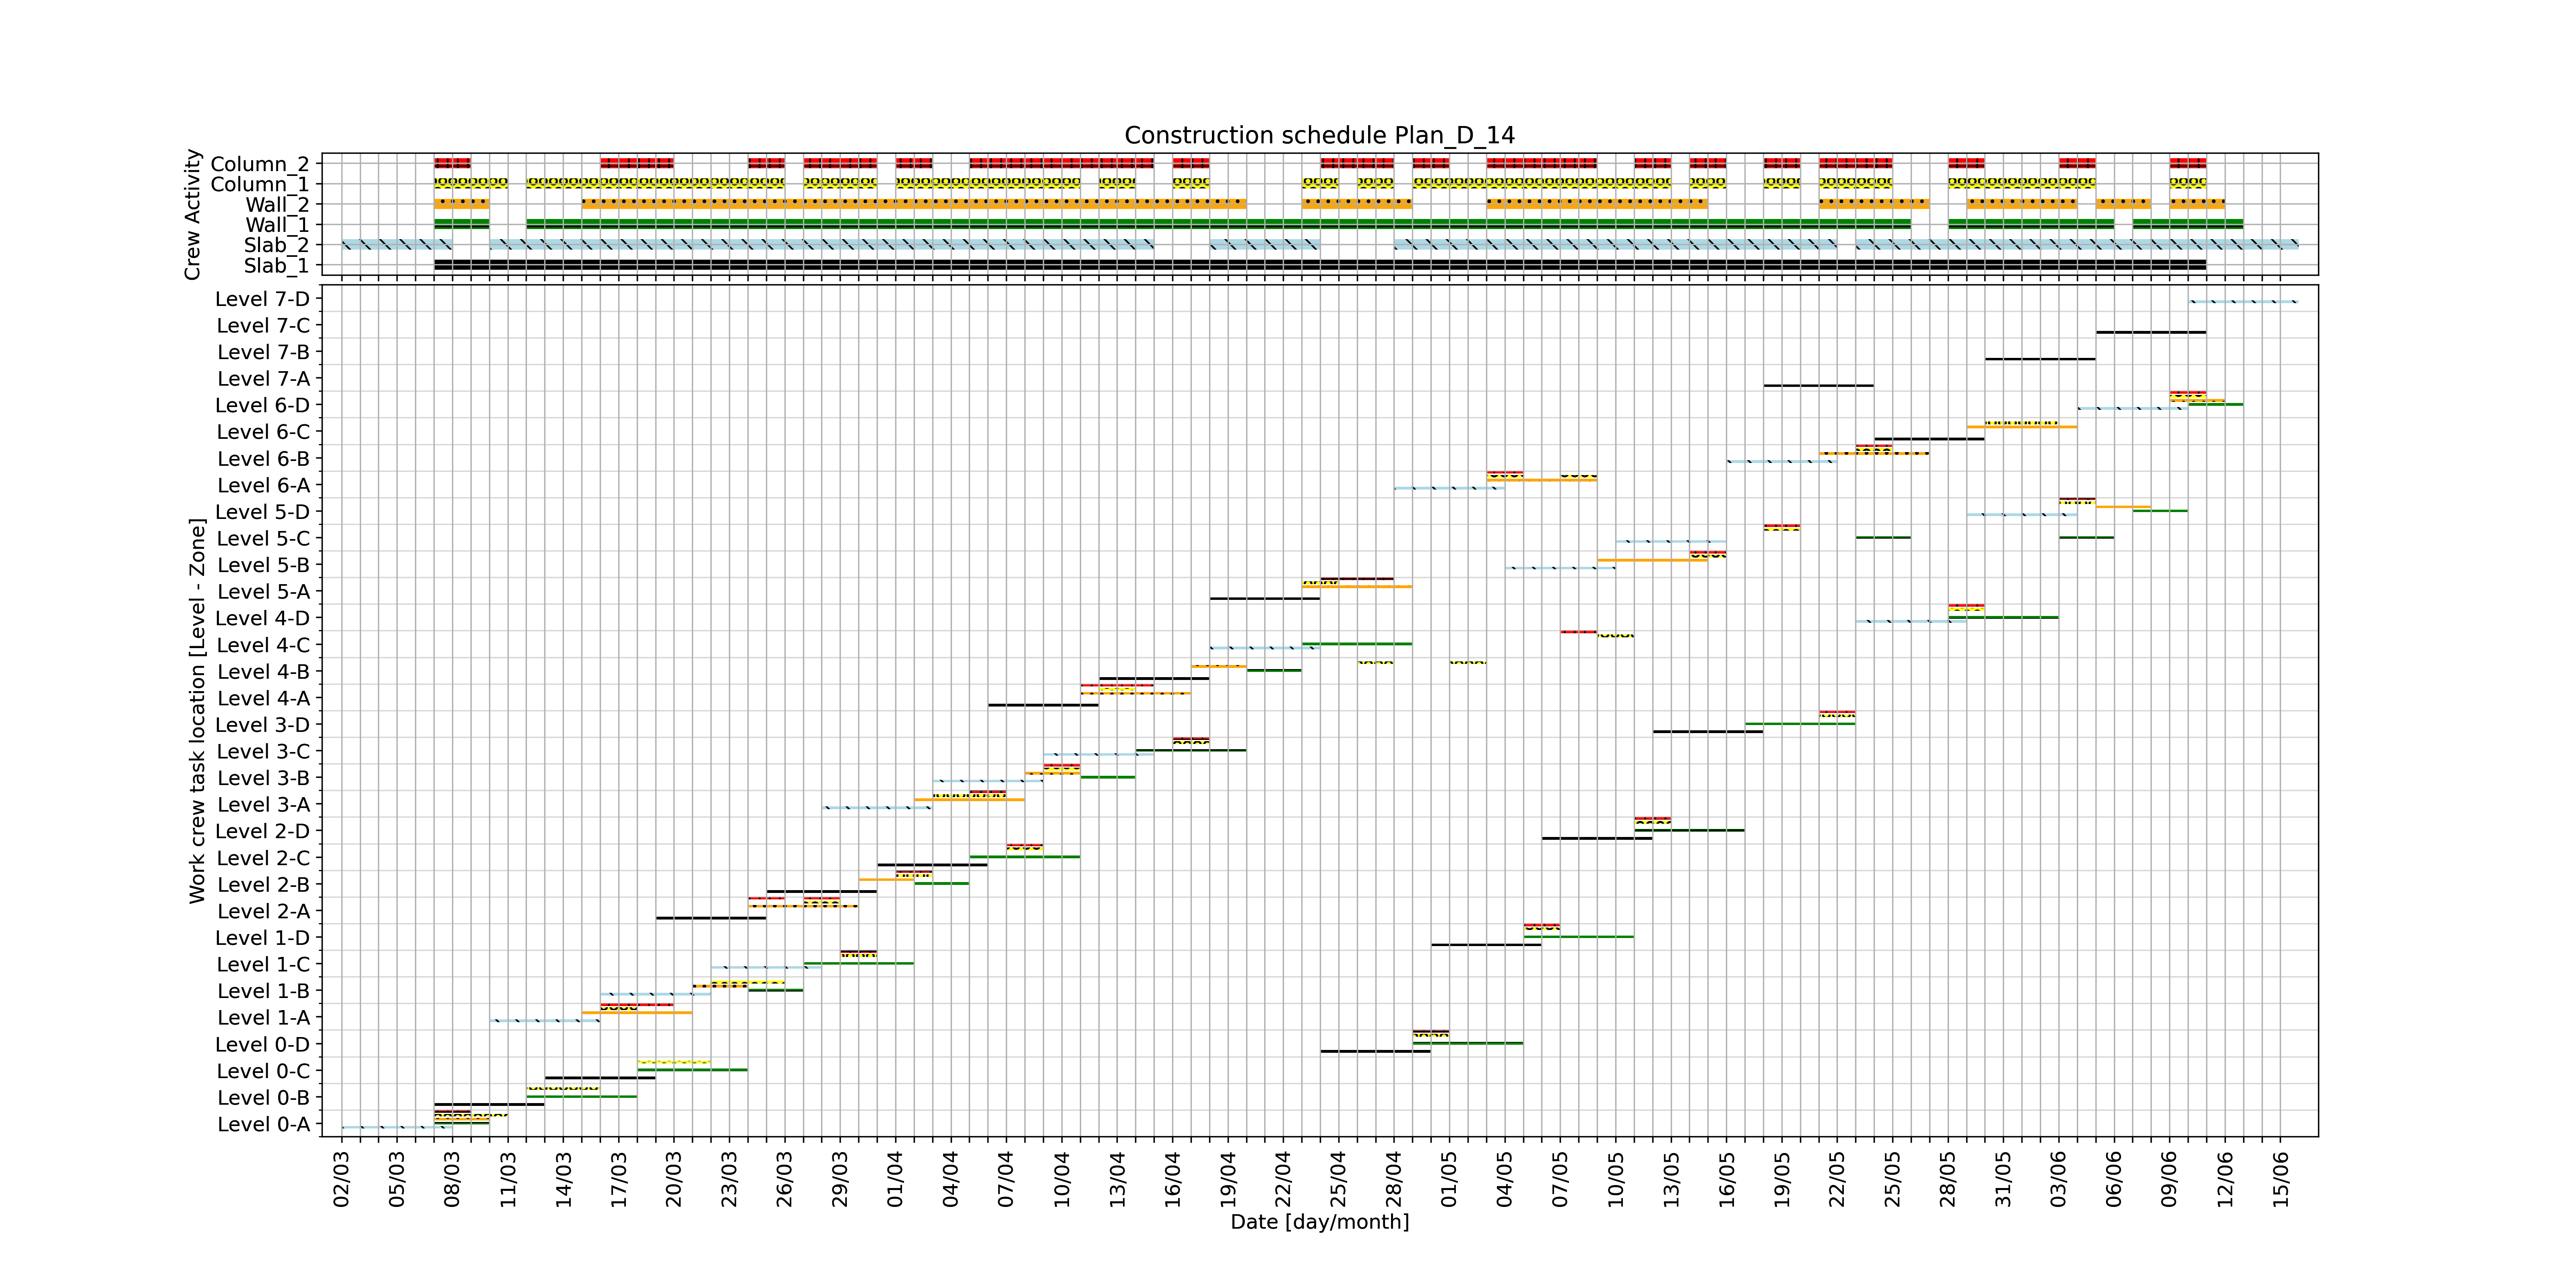 Construction schedule Plan_D_14
Crew Activity
Column_2
Column_1
Wall_2
Wall_1
Slab_2
Slab_1
Work crew task location [Level - Zone]
Level 7-D
Level 7-C
Level 7-B
Level 7-A
Level 6-D
Level 6-C
Level 6-B
Level 6-A
Level 5-D
Level 5-C
Level 5-B
Level 5-A
Level 4-D
Level 4-C
Level 4-B
Level 4-A
Level 3-D
Level 3-C
Level 3-B
Level 3-A
Level 2-D
Level 2-C
Level 2-B
Level 2-A
Level 1-D
Level 1-C
Level 1-B
Level 1-A
Level 0-D
Level 0-C
Level 0-B
Level 0-A
02/03 05/03 08/03 11/03 14/03 17/03 20/03 23/03 26/03 29/03 01/04 04/04 07/04 10/04 13/04 16/04 19/04 22/04 25/04 28/04 01/05 04/05 07/05 10/05 13/05 16/05 19/05 22/05 25/05 28/05 31/05 03/06 06/06 09/06 12/06 15/06
Date [day/month]